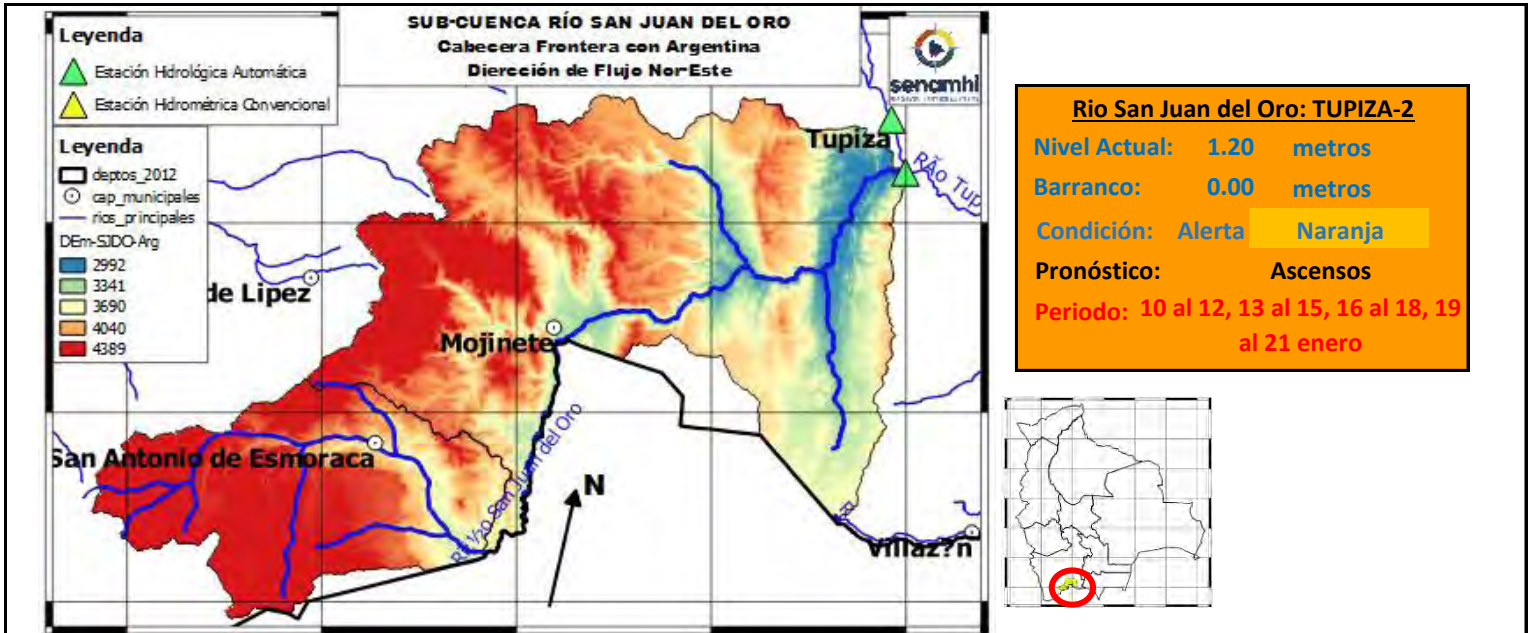 SUB-CUENCA RÍO SAN JUAN DEL ORO
Cabecera Frontera con Argentina
Diercción de Flujo Nor-Este
Leyenda
Estación Hidrológica Automática
Estación Hidrométrica Convencional
Leyenda
deptos_2012
cap_municipales
rios_principales
DEm-SJDO-Arg
2992
3341
3690
4040
4389
senamhi
Tupiza
RÃo Tup
de Lipez
Mojinete
San Antonio de Esmoraca
San Juan del Oro
N
Villaz?n
Rio San Juan del Oro: TUPIZA-2
Nivel Actual: 1.20 metros
Barranco: 0.00 metros
Condición: Alerta Naranja
Pronóstico: Ascensos
Periodo: 10 al 12, 13 al 15, 16 al 18, 19
al 21 enero